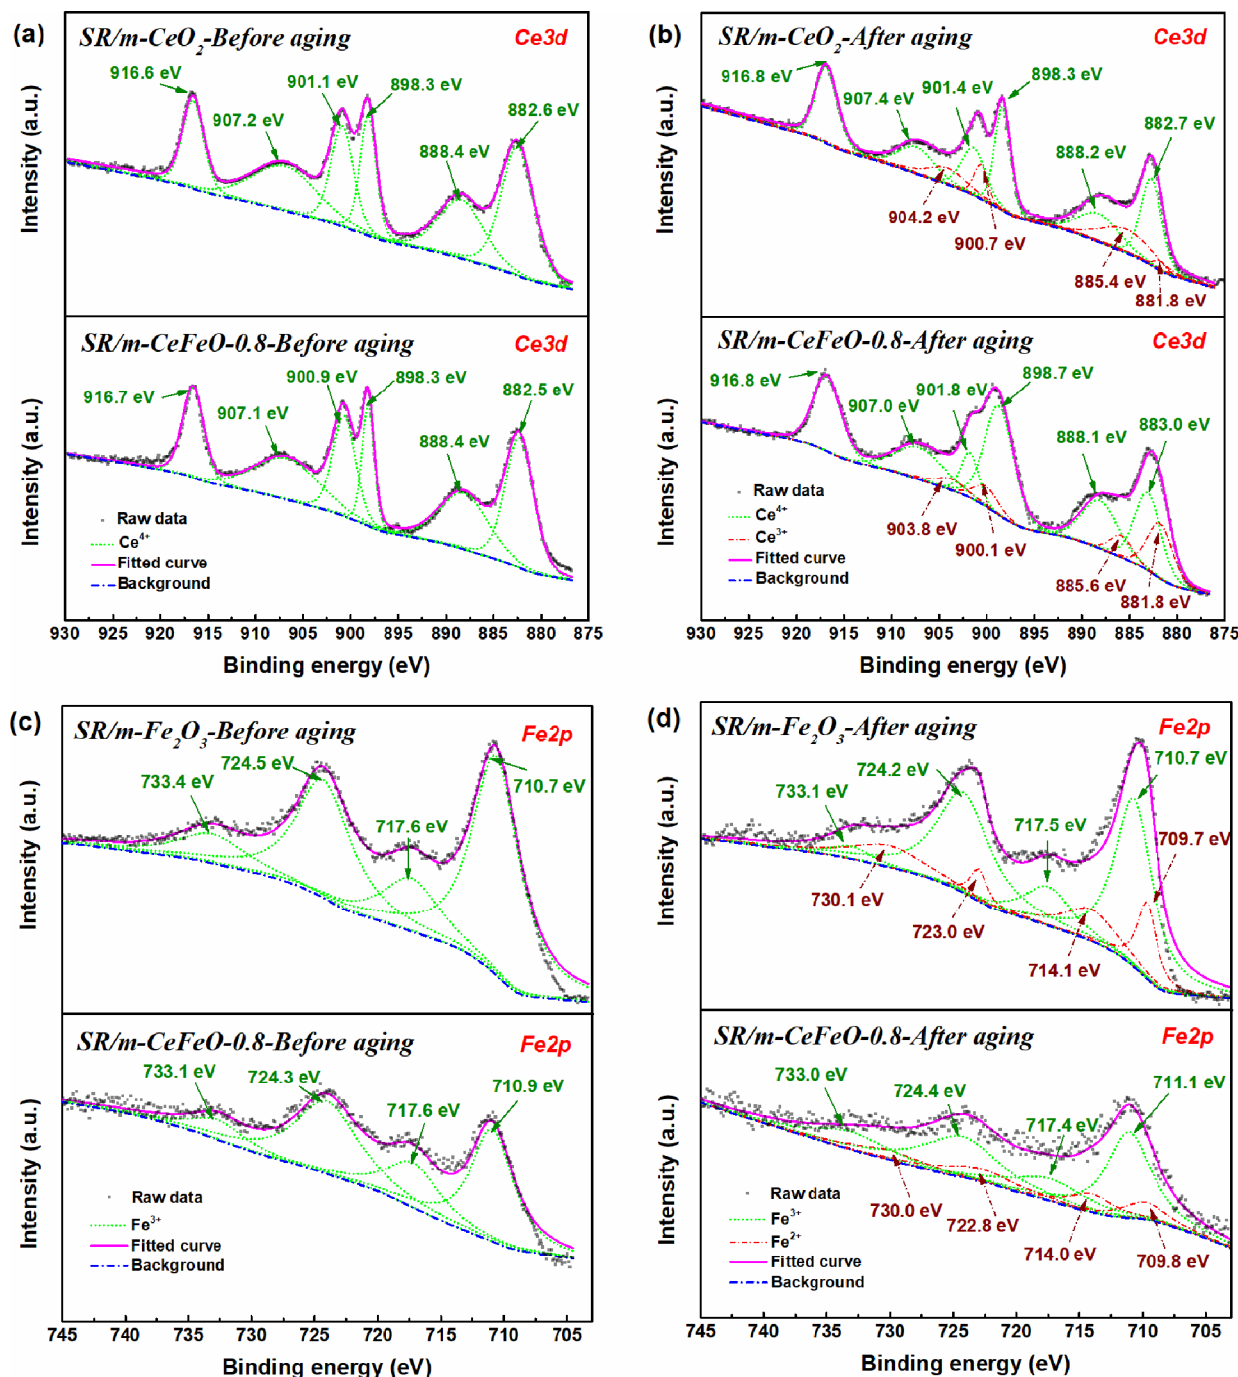 (a)
SR/m-CeO2-Before aging
Ce3d
916.6 eV
901.1 eV
898.3 eV
907.2 eV
882.6 eV
888.4 eV
Intensity (a.u.)
SR/m-CeFeO-0.8-Before aging
Ce3d
900.9 eV
898.3 eV
916.7 eV
882.5 eV
907.1 eV
888.4 eV
Intensity (a.u.)
Raw data
Ce4+
Fitted curve
Background
930 925 920 915 910 905 900 895 890 885 880 875
Binding energy (eV)
(b)
SR/m-CeO2-After aging
Ce3d
916.8 eV
898.3 eV
901.4 eV
907.4 eV
882.7 eV
888.2 eV
904.2 eV
900.7 eV
885.4 eV
881.8 eV
Intensity (a.u.)
SR/m-CeFeO-0.8-After aging
Ce3d
916.8 eV
901.8 eV
898.7 eV
907.0 eV
888.1 eV
883.0 eV
903.8 eV
900.1 eV
885.6 eV
881.8 eV
Intensity (a.u.)
Raw data
Ce4+
Ce3+
Fitted curve
Background
930 925 920 915 910 905 900 895 890 885 880 875
Binding energy (eV)
(c)
SR/m-Fe2O3-Before aging
Fe2p
724.5 eV
733.4 eV
710.7 eV
717.6 eV
Intensity (a.u.)
SR/m-CeFeO-0.8-Before aging
Fe2p
733.1 eV
724.3 eV
710.9 eV
717.6 eV
Intensity (a.u.)
Raw data
Fe3+
Fitted curve
Background
745 740 735 730 725 720 715 710 705
Binding energy (eV)
(d)
SR/m-Fe2O3-After aging
Fe2p
724.2 eV
710.7 eV
733.1 eV
717.5 eV
709.7 eV
730.1 eV
723.0 eV
714.1 eV
Intensity (a.u.)
SR/m-CeFeO-0.8-After aging
Fe2p
733.0 eV
724.4 eV
711.1 eV
717.4 eV
730.0 eV
722.8 eV
714.0 eV
709.8 eV
Intensity (a.u.)
Raw data
Fe3+
Fe2+
Fitted curve
Background
745 740 735 730 725 720 715 710 705
Binding energy (eV)